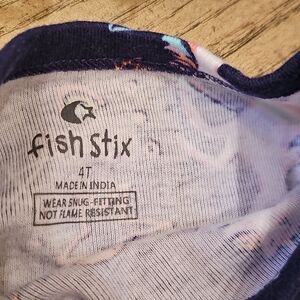 fish stix
4T
MADE IN INDIA
WEAR SNUG-FITTING
NOT FLAME RESISTANT